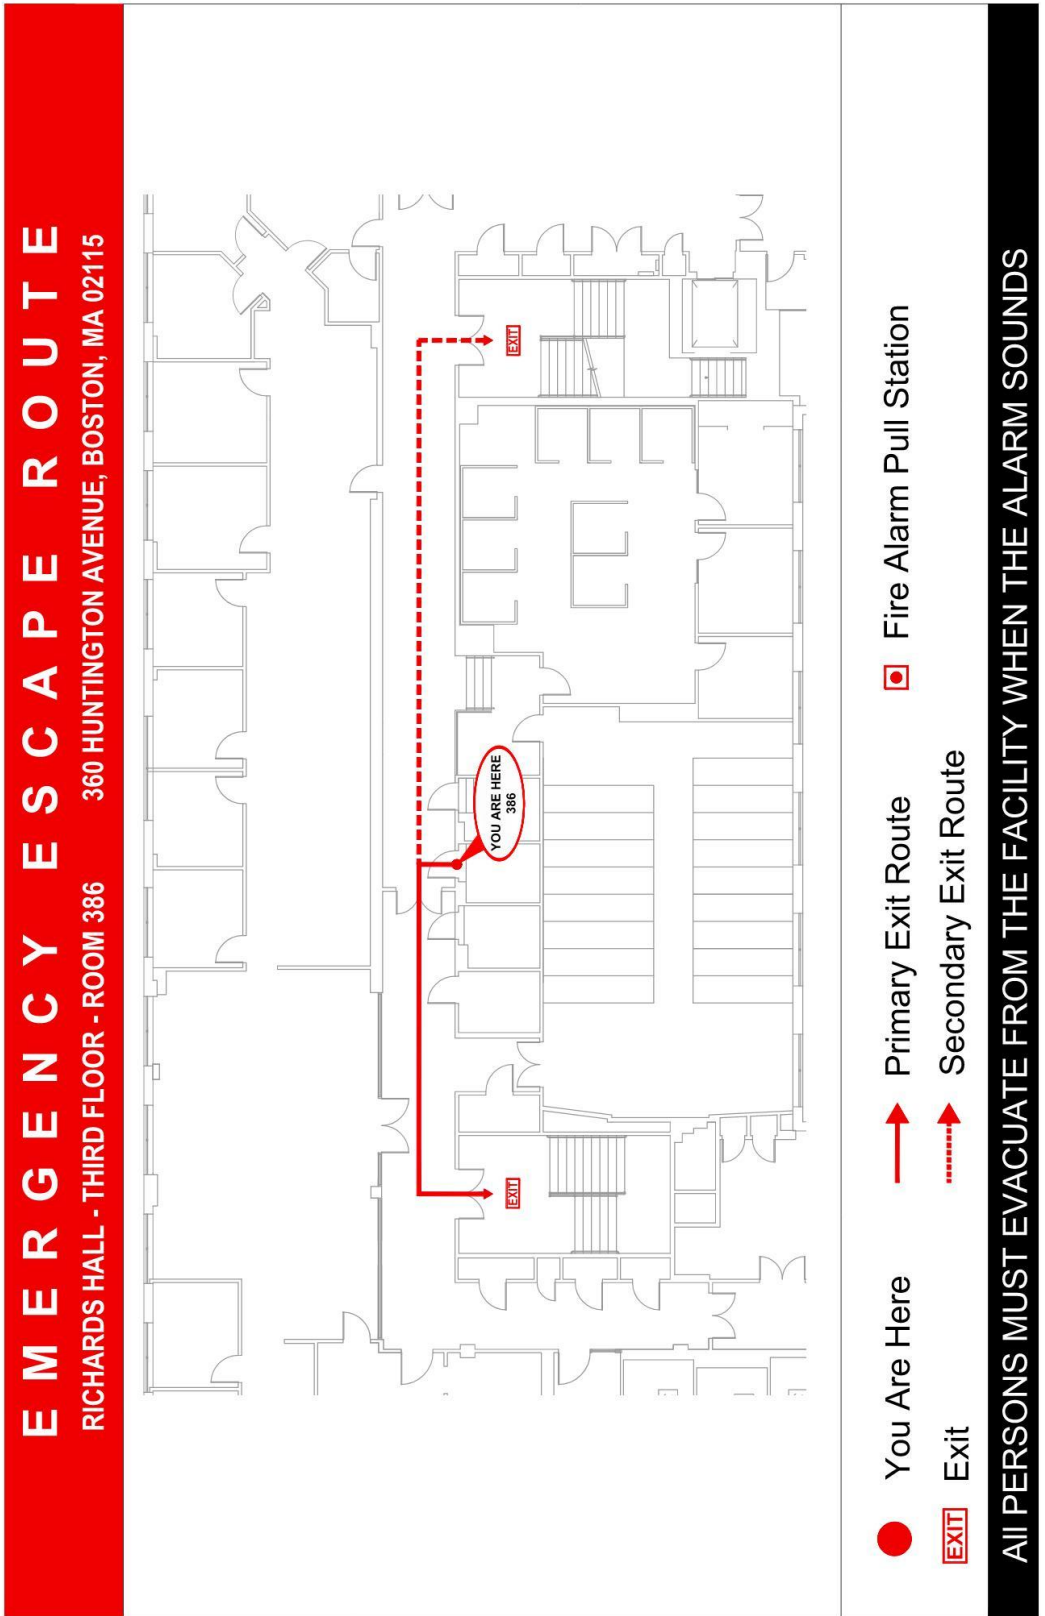 EMERGENCY ESCAPE ROUTE
RICHARDS HALL - THIRD FLOOR - ROOM 386 360 HUNTINGTON AVENUE, BOSTON, MA 02115
EXIT
YOU ARE HERE
386
EXIT
You Are Here
Primary Exit Route
Fire Alarm Pull Station
EXIT Exit
Secondary Exit Route
All PERSONS MUST EVACUATE FROM THE FACILITY WHEN THE ALARM SOUNDS